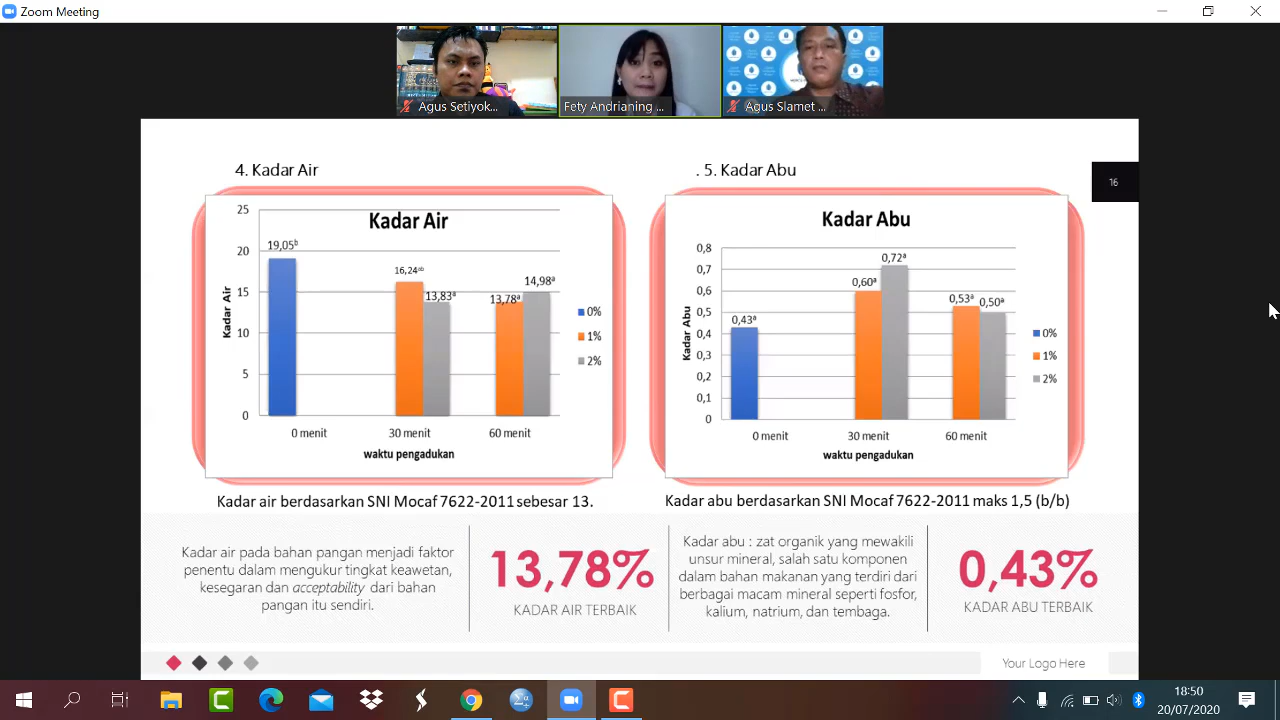 Zoom Meeting
Agus Setiyok...
Fety Andrianing ...
Agus Slamet ...
4. Kadar Air
. 5. Kadar Abu
16
Kadar Air
25
20
15
10
5
0
Kadar Air
19,05ᵇ
16,24ᵃᵇ
13,83ᵃ
13,78ᵃ
14,98ᵃ
0%
1%
2%
0 menit
30 menit
60 menit
waktu pengadukan
Kadar Abu
0,8
0,7
0,6
0,5
0,4
0,3
0,2
0,1
0
Kadar Abu
0,43ᵃ
0,60ᵃ
0,72ᵃ
0,53ᵃ
0,50ᵃ
0%
1%
2%
0 menit
30 menit
60 menit
waktu pengadukan
Kadar air berdasarkan SNI Mocaf 7622-2011 sebesar 13.
Kadar abu berdasarkan SNI Mocaf 7622-2011 maks 1,5 (b/b)
Kadar air pada bahan pangan menjadi faktor
penentu dalam mengukur tingkat keawetan,
kesegaran dan acceptability dari bahan
pangan itu sendiri.
13,78%
KADAR AIR TERBAIK
Kadar abu : zat organik yang mewakili
unsur mineral, salah satu komponen
dalam bahan makanan yang terdiri dari
berbagai macam mineral seperti fosfor,
kalium, natrium, dan tembaga.
0,43%
KADAR ABU TERBAIK
Your Logo Here
18:50
20/07/2020